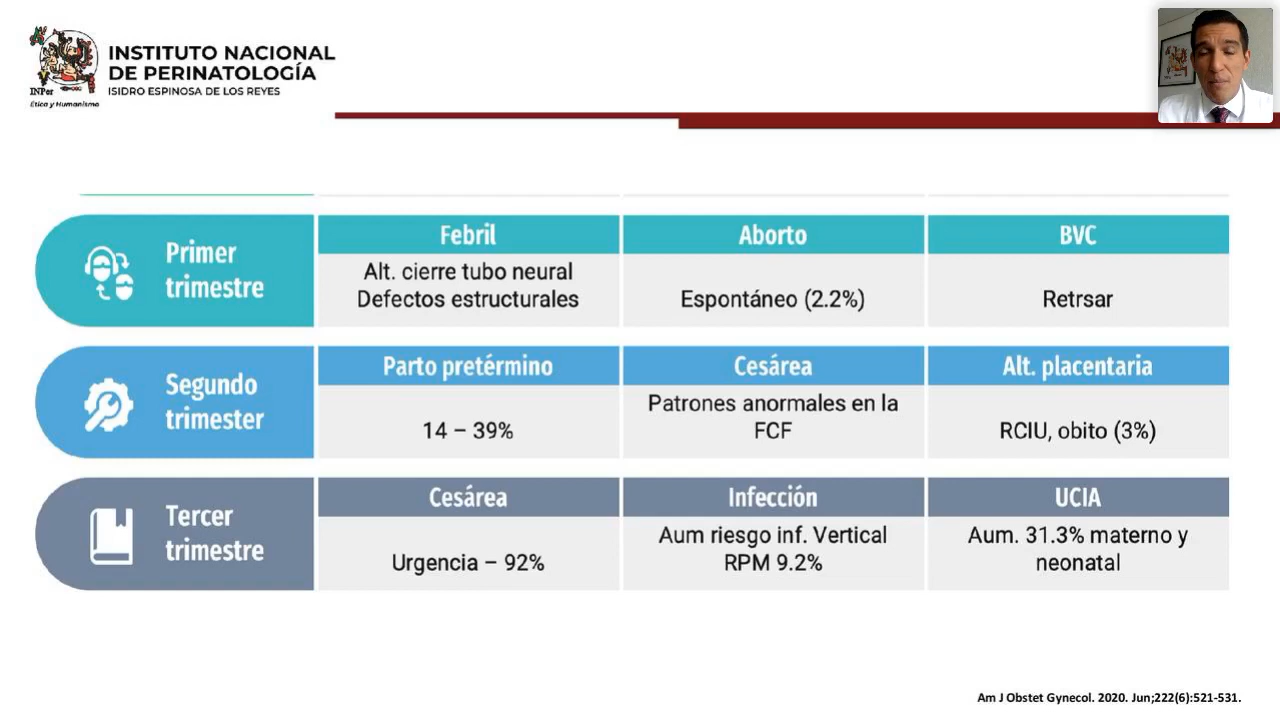 INSTITUTO NACIONAL
DE PERINATOLOGÍA
ISIDRO ESPINOSA DE LOS REYES
INPer
Ética y Humanismo
Primer
trimestre
Febril
Alt. cierre tubo neural
Defectos estructurales
Aborto
Espontáneo (2.2%)
BVC
Retrsar
Segundo
trimester
Parto pretérmino
14 – 39%
Cesárea
Patrones anormales en la
FCF
Alt. placentaria
RCIU, obito (3%)
Tercer
trimestre
Cesárea
Urgencia – 92%
Infección
Aum riesgo inf. Vertical
RPM 9.2%
UCIA
Aum. 31.3% materno y
neonatal
Am J Obstet Gynecol. 2020. Jun;222(6):521-531.